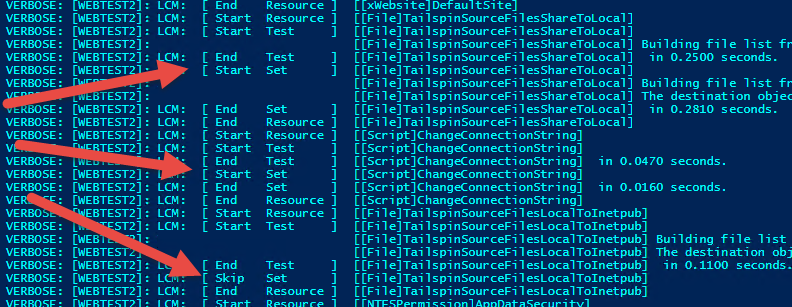 VERBOSE: [WEBTEST2]: LCM: [ End Resource ] [[xWebsite]DefaultSite]
VERBOSE: [WEBTEST2]: LCM: [ Start Resource ] [[File]TailspinSourceFilesShareToLocal]
VERBOSE: [WEBTEST2]: LCM: [ Start Test ] [[File]TailspinSourceFilesShareToLocal]
VERBOSE: [WEBTEST2]: [[File]TailspinSourceFilesShareToLocal] Building file list fr
VERBOSE: [WEBTEST2]: LCM: [ End Test ] [[File]TailspinSourceFilesShareToLocal] in 0.2500 seconds.
VERBOSE: [WEBTEST2]: LCM: [ Start Set ] [[File]TailspinSourceFilesShareToLocal]
VERBOSE: [WEBTEST2]: [[File]TailspinSourceFilesShareToLocal] Building file list fr
VERBOSE: [WEBTEST2]: [[File]TailspinSourceFilesShareToLocal] The destination objec
VERBOSE: [WEBTEST2]: LCM: [ End Set ] [[File]TailspinSourceFilesShareToLocal] in 0.2810 seconds.
VERBOSE: [WEBTEST2]: LCM: [ End Resource ] [[File]TailspinSourceFilesShareToLocal]
VERBOSE: [WEBTEST2]: LCM: [ Start Resource ] [[Script]ChangeConnectionString]
VERBOSE: [WEBTEST2]: LCM: [ Start Test ] [[Script]ChangeConnectionString]
VERBOSE: [WEBTEST2]: LCM: [ End Test ] [[Script]ChangeConnectionString] in 0.0470 seconds.
VERBOSE: [WEBTEST2]: LCM: [ Start Set ] [[Script]ChangeConnectionString]
VERBOSE: [WEBTEST2]: LCM: [ End Set ] [[Script]ChangeConnectionString] in 0.0160 seconds.
VERBOSE: [WEBTEST2]: LCM: [ End Resource ] [[Script]ChangeConnectionString]
VERBOSE: [WEBTEST2]: LCM: [ Start Resource ] [[File]TailspinSourceFilesLocalToInetpub]
VERBOSE: [WEBTEST2]: LCM: [ Start Test ] [[File]TailspinSourceFilesLocalToInetpub]
VERBOSE: [WEBTEST2]: [[File]TailspinSourceFilesLocalToInetpub] Building file list
VERBOSE: [WEBTEST2]: [[File]TailspinSourceFilesLocalToInetpub] The destination obj
VERBOSE: [WEBTEST2]: LCM: [ End Test ] [[File]TailspinSourceFilesLocalToInetpub] in 0.1100 seconds.
VERBOSE: [WEBTEST2]: LCM: [ Skip Set ] [[File]TailspinSourceFilesLocalToInetpub]
VERBOSE: [WEBTEST2]: LCM: [ End Resource ] [[File]TailspinSourceFilesLocalToInetpub]
VERBOSE: [WEBTEST2]: LCM: [ Start Resource ] [[NTFSPermission]AppDataSecurity]